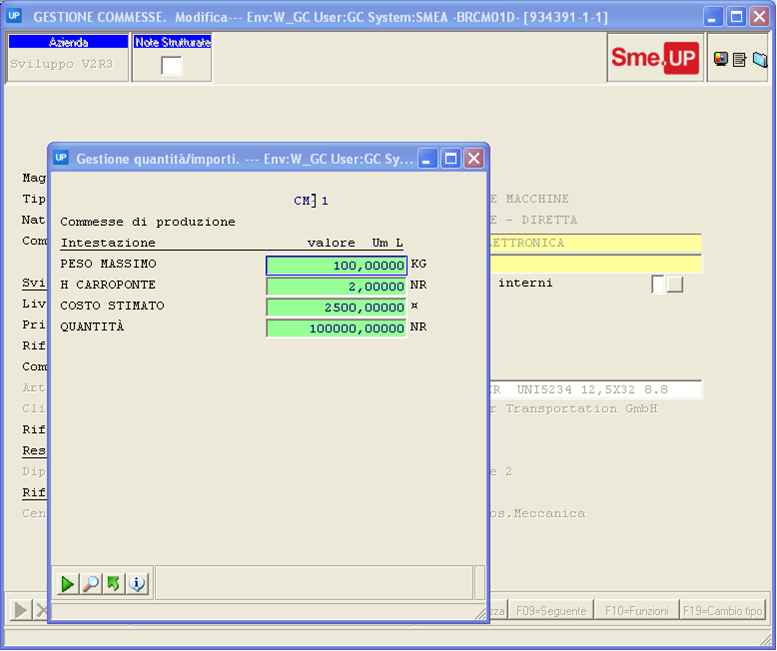 UP GESTIONE COMMESSE. Modifica--- Env:W_GC User:GC System:SMEA -BRCM01D- [934391-1-1]
Azienda
Note Strutturate
Sviluppo V2R3
Sme.UP
UP Gestione quantità/importi. --- Env:W_GC User:GC Sy...
CM] 1
Commesse di produzione
Intestazione valore Um L
PESO MASSIMO 100,00000 KG
H CARROPONTE 2,00000 NR
COSTO STIMATO 2500,00000 ¤
QUANTITÀ 100000,00000 NR
Mag
Tip E MACCHINE
Nat E - DIRETTA
Com ETTRONICA
Svi interni
Liv
Pri
Rif
Com
Art ER UNI5234 12,5X32 8.8
Cli r Transportation GmbH
Rif
Res
Dip e 2
Rif
Cen os.Meccanica
zza F09=Seguente F10=Funzioni F19=Cambio tipo